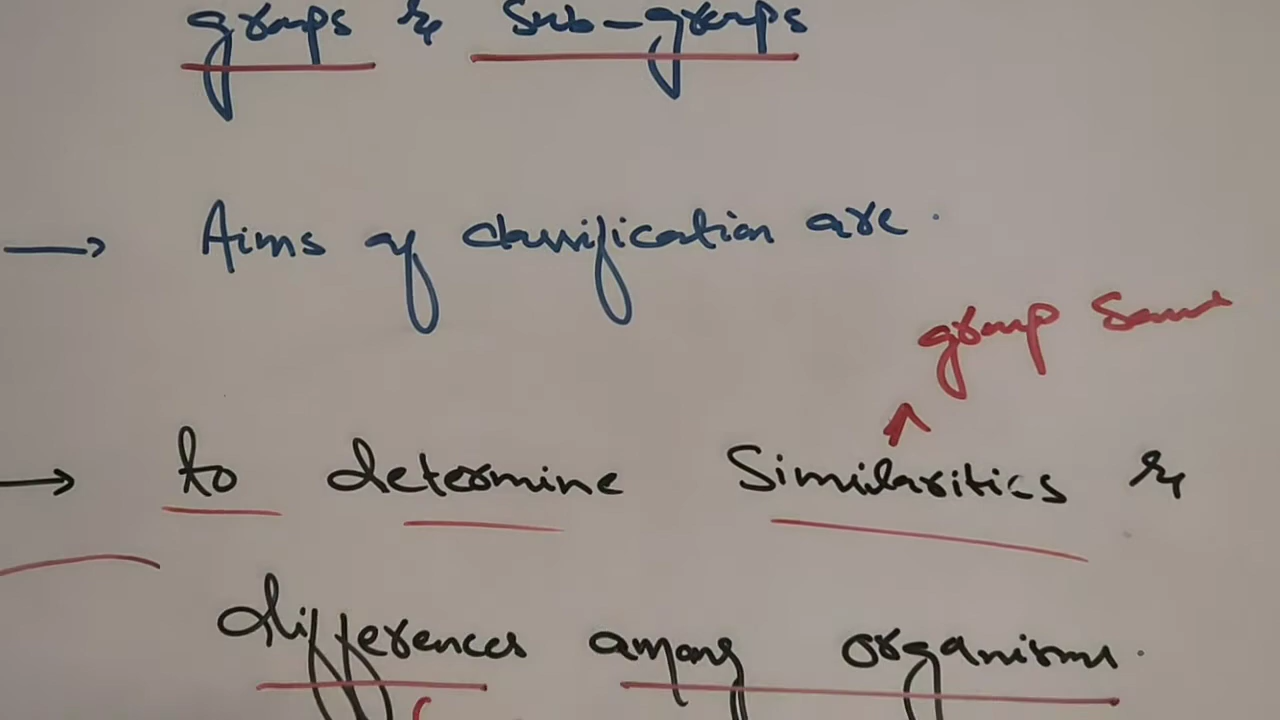 groups & Sub-groups
→ Aims of classification are.
group Same
→ to determine Similarities &
differences among organisms.